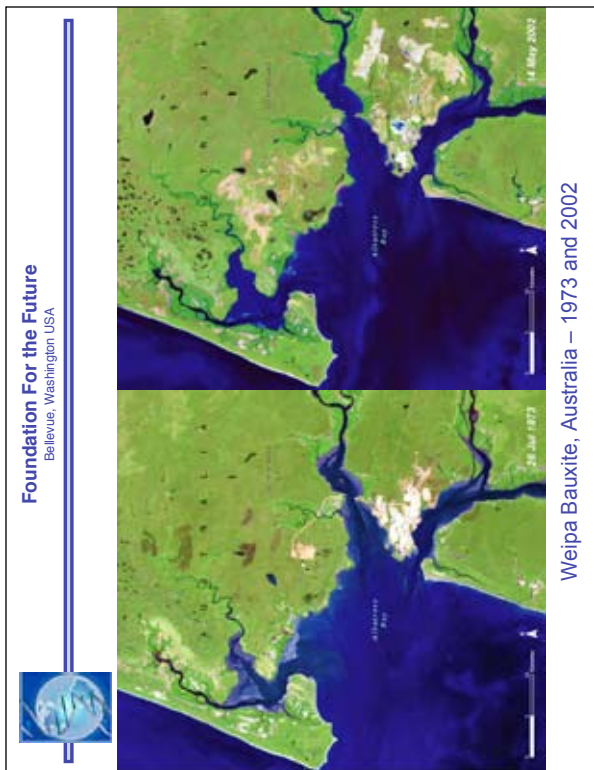 Foundation For the Future
Bellevue, Washington USA
26 Jul 1973
14 May 2002
A U S T R A L I A
Albatross
Bay
A U S T R A L I A
Albatross
Bay
Weipa Bauxite, Australia – 1973 and 2002